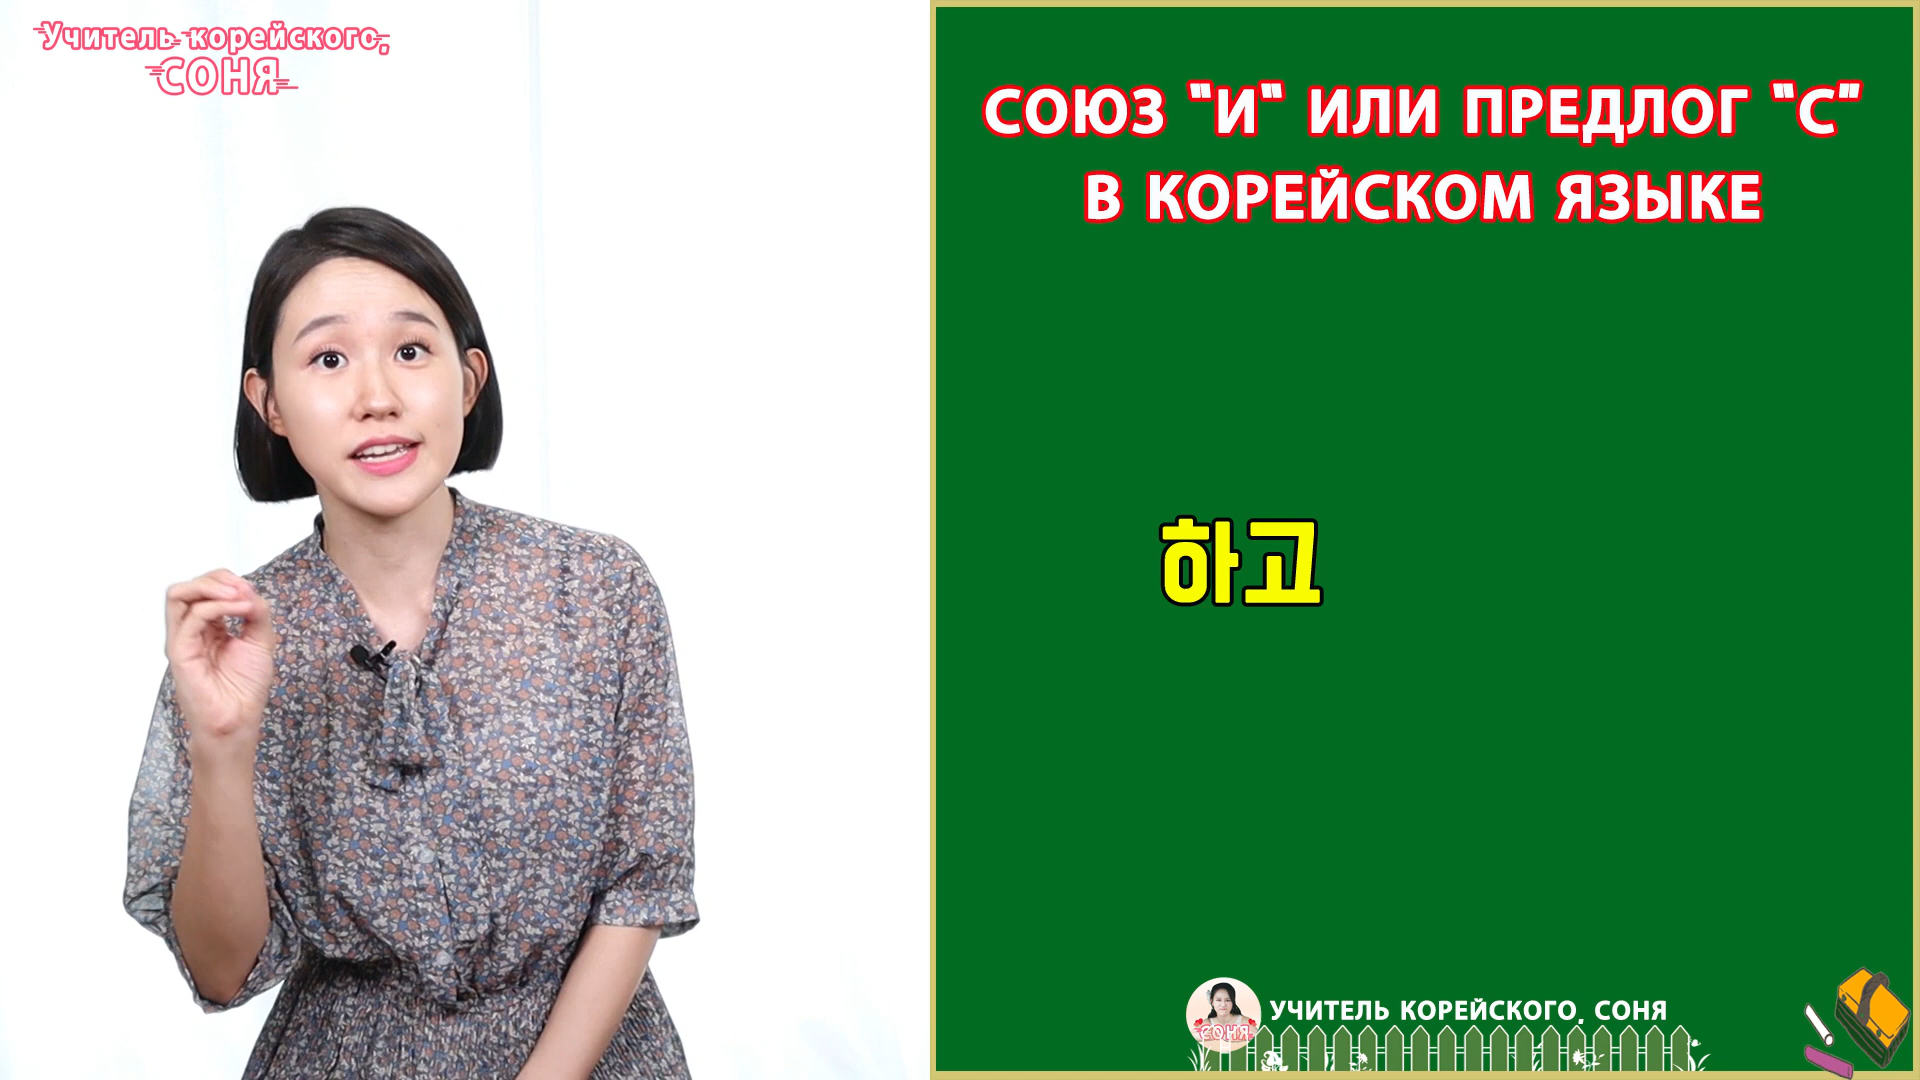 Учитель корейского,
СОНЯ
СОЮЗ "И" ИЛИ ПРЕДЛОГ "С"
В КОРЕЙСКОМ ЯЗЫКЕ
하고
УЧИТЕЛЬ КОРЕЙСКОГО, СОНЯ
СОНЯ